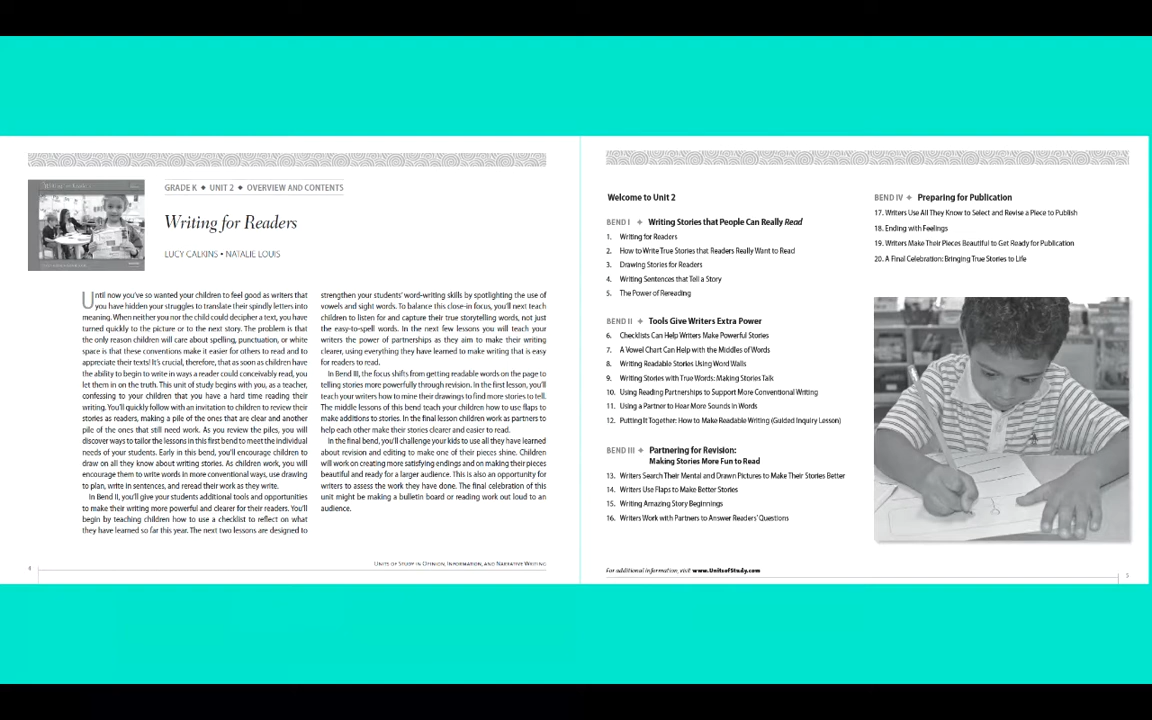 GRADE K ◆ UNIT 2 ◆ OVERVIEW AND CONTENTS
Writing for Readers
LUCY CALKINS • NATALIE LOUIS
Until now you've so wanted your children to feel good as writers that
you have hidden your struggles to translate their spindly letters into
meaning. When neither you nor the child could decipher a text, you have
turned quickly to the picture or to the next story. The problem is that
the only reason children will care about spelling, punctuation, or white
space is that these conventions make it easier for others to read and to
appreciate their texts! It's crucial, therefore, that as soon as children have
the ability to begin to write in ways a reader could conceivably read, you
let them in on the truth. This unit of study begins with you, as a teacher,
confessing to your children that you have a hard time reading their
writing. You'll quickly follow with an invitation to children to review their
stories as readers, making a pile of the ones that are clear and another
pile of the ones that still need work. As you review the piles, you will
discover ways to tailor the lessons in this first bend to meet the individual
needs of your students. Early in this bend, you'll encourage children to
draw on all they know about writing stories. As children work, you will
encourage them to write words in more conventional ways, use drawing
to plan, write in sentences, and reread their work as they write.
In Bend II, you'll give your students additional tools and opportunities
to make their writing more powerful and clearer for their readers. You'll
begin by teaching children how to use a checklist to reflect on what
they have learned so far this year. The next two lessons are designed to
strengthen your students' word-writing skills by spotlighting the use of
vowels and sight words. To balance this close-in focus, you'll next teach
children to listen for and capture their true storytelling words, not just
the easy-to-spell words. In the next few lessons you will teach your
writers the power of partnerships as they aim to make their writing
clearer, using everything they have learned to make writing that is easy
for readers to read.
In Bend III, the focus shifts from getting readable words on the page to
telling stories more powerfully through revision. In the first lesson, you'll
teach your writers how to mine their drawings to find more stories to tell.
The middle lessons of this bend teach your children how to use flaps to
make additions to stories. In the final lesson children work as partners to
help each other make their stories clearer and easier to read.
In the final bend, you'll challenge your kids to use all they have learned
about revision and editing to make one of their pieces shine. Children
will work on creating more satisfying endings and on making their pieces
beautiful and ready for a larger audience. This is also an opportunity for
writers to assess the work they have done. The final celebration of this
unit might be making a bulletin board or reading work out loud to an
audience.
4
UNITS OF STUDY IN OPINION, INFORMATION, AND NARRATIVE WRITING
Welcome to Unit 2
BEND I ◆ Writing Stories that People Can Really Read
1. Writing for Readers
2. How to Write True Stories that Readers Really Want to Read
3. Drawing Stories for Readers
4. Writing Sentences that Tell a Story
5. The Power of Rereading
BEND II ◆ Tools Give Writers Extra Power
6. Checklists Can Help Writers Make Powerful Stories
7. A Vowel Chart Can Help with the Middles of Words
8. Writing Readable Stories Using Word Walls
9. Writing Stories with True Words: Making Stories Talk
10. Using Reading Partnerships to Support More Conventional Writing
11. Using a Partner to Hear More Sounds in Words
12. Putting It Together: How to Make Readable Writing (Guided Inquiry Lesson)
BEND III ◆ Partnering for Revision:
Making Stories More Fun to Read
13. Writers Search Their Mental and Drawn Pictures to Make Their Stories Better
14. Writers Use Flaps to Make Better Stories
15. Writing Amazing Story Beginnings
16. Writers Work with Partners to Answer Readers' Questions
BEND IV ◆ Preparing for Publication
17. Writers Use All They Know to Select and Revise a Piece to Publish
18. Ending with Feelings
19. Writers Make Their Pieces Beautiful to Get Ready for Publication
20. A Final Celebration: Bringing True Stories to Life
For additional information, visit www.UnitsofStudy.com
5